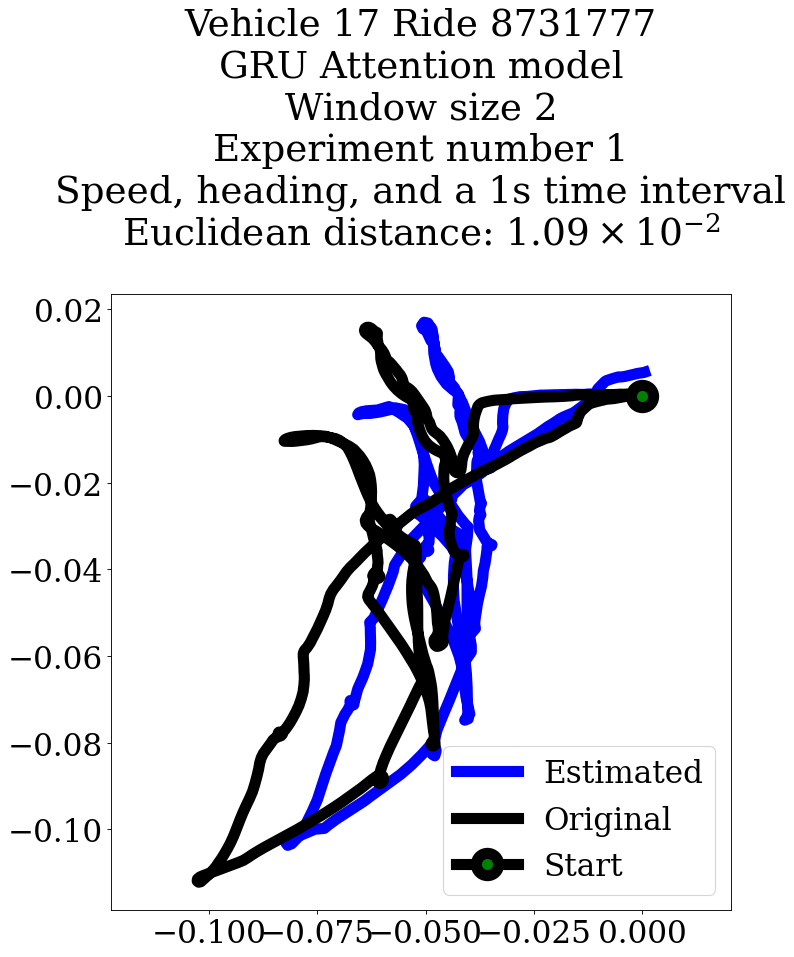 Vehicle 17 Ride 8731777
GRU Attention model
Window size 2
Experiment number 1
Speed, heading, and a 1s time interval
Euclidean distance: 1.09 × 10⁻²
0.02
0.00
−0.02
−0.04
−0.06
−0.08
−0.10
Estimated
Original
Start
−0.100 −0.075 −0.050 −0.025 0.000